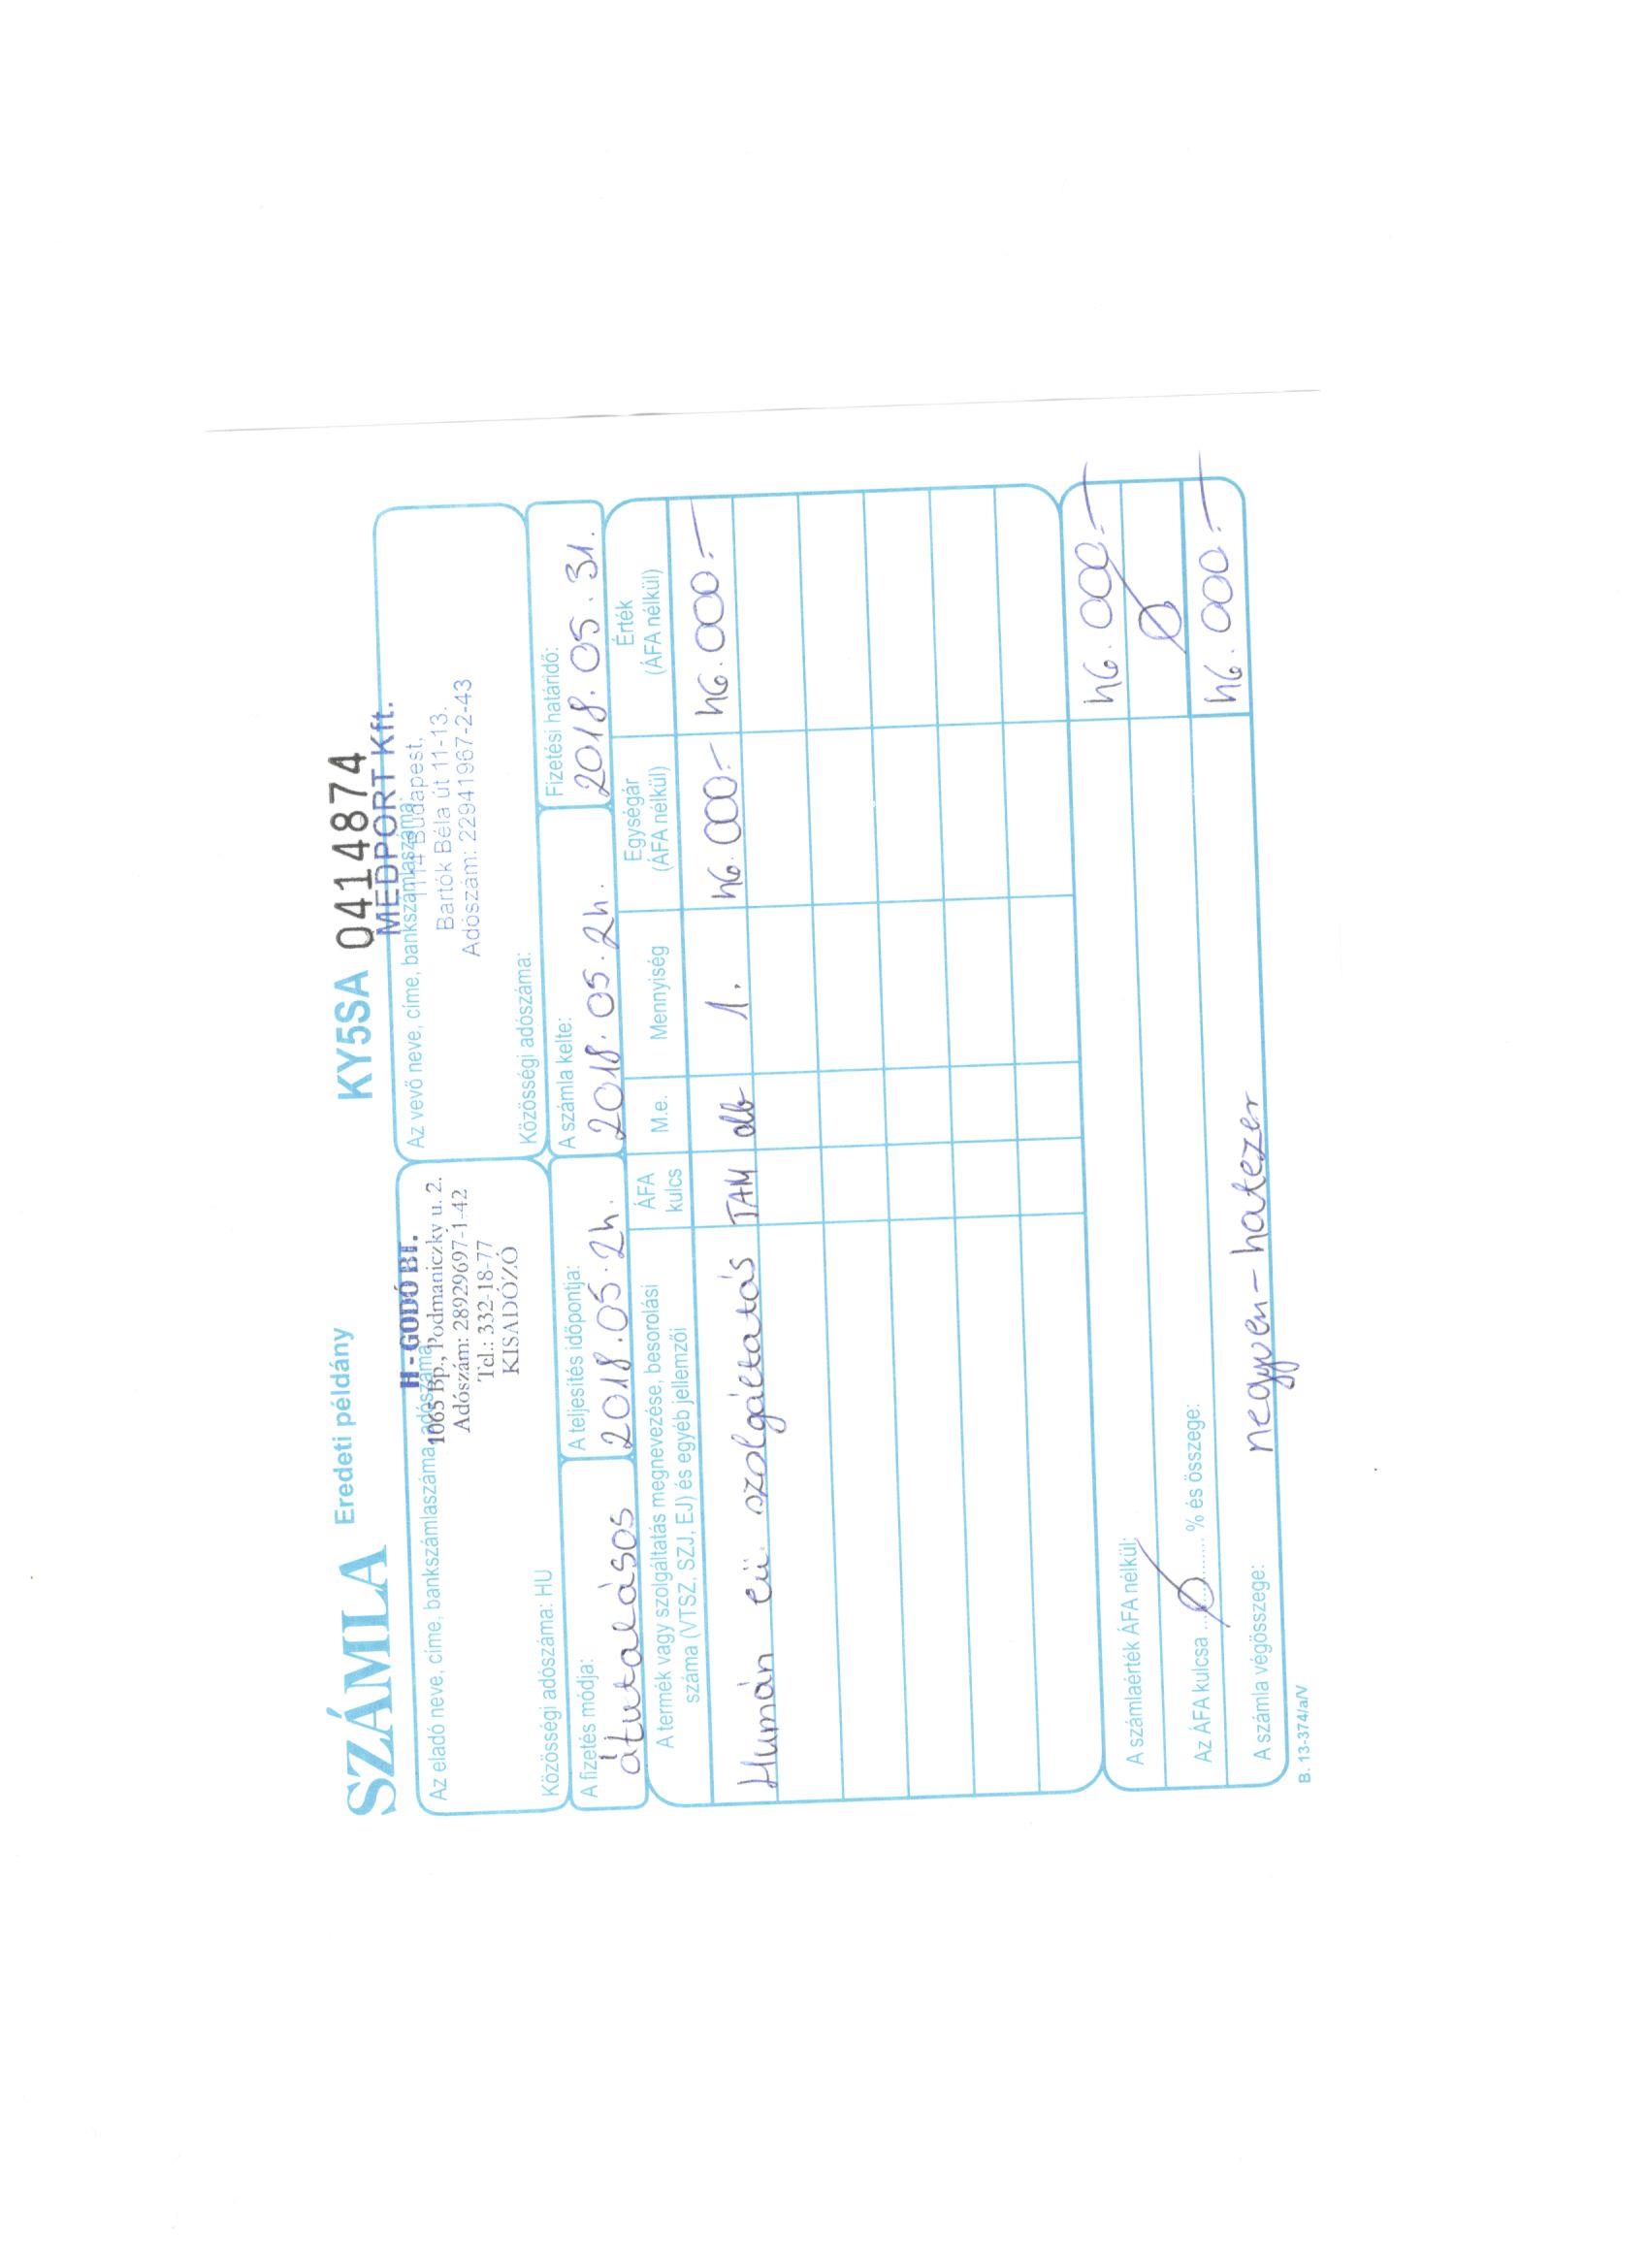 SZÁMLA Eredeti példány KY5SA 0414874
Az eladó neve, címe, bankszámlaszáma, adószáma:
H - GODÓ BT.
1065 Bp., Podmaniczky u. 2.
Adószám: 28929697-1-42
Tel.: 332-18-77
KISADÓZÓ
Közösségi adószáma: HU
Az vevő neve, címe, bankszámlaszáma:
MEDPORT Kft.
1114 Budapest,
Bartók Béla út 11-13.
Adószám: 22941967-2-43
Közösségi adószáma:
A fizetés módja: A teljesítés időpontja: A számla kelte: Fizetési határidő:
átutalásos 2018.05.24. 2018.05.24. 2018.05.31.
A termék vagy szolgáltatás megnevezése, besorolási
száma (VTSZ, SZJ, EJ) és egyéb jellemzői
ÁFA
kulcs
M.e.
Mennyiség
Egységár
(ÁFA nélkül)
Érték
(ÁFA nélkül)
Humán eü. szolgáltatás TAM db 1. 46.000.- 46.000.-
A számlaérték ÁFA nélkül: 46.000.-
Az ÁFA kulcsa ........... % és összege:
A számla végösszege: negyven-hatezer 46.000.-
B. 13-374/a/V